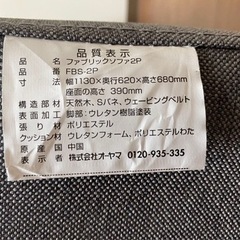 品質表示
品名 ファブリックソファ2P
品番 FBS-2P
寸法 幅1130×奥行620×高さ680mm
座面の高さ 390mm
構造部材 天然木、Sバネ、ウェービングベルト
表面加工 脚部:ウレタン樹脂塗装
張り材 ポリエステル
クッション材 ウレタンフォーム、ポリエステルわた
原産国 中国
表示者 株式会社オーヤマ 0120-935-335